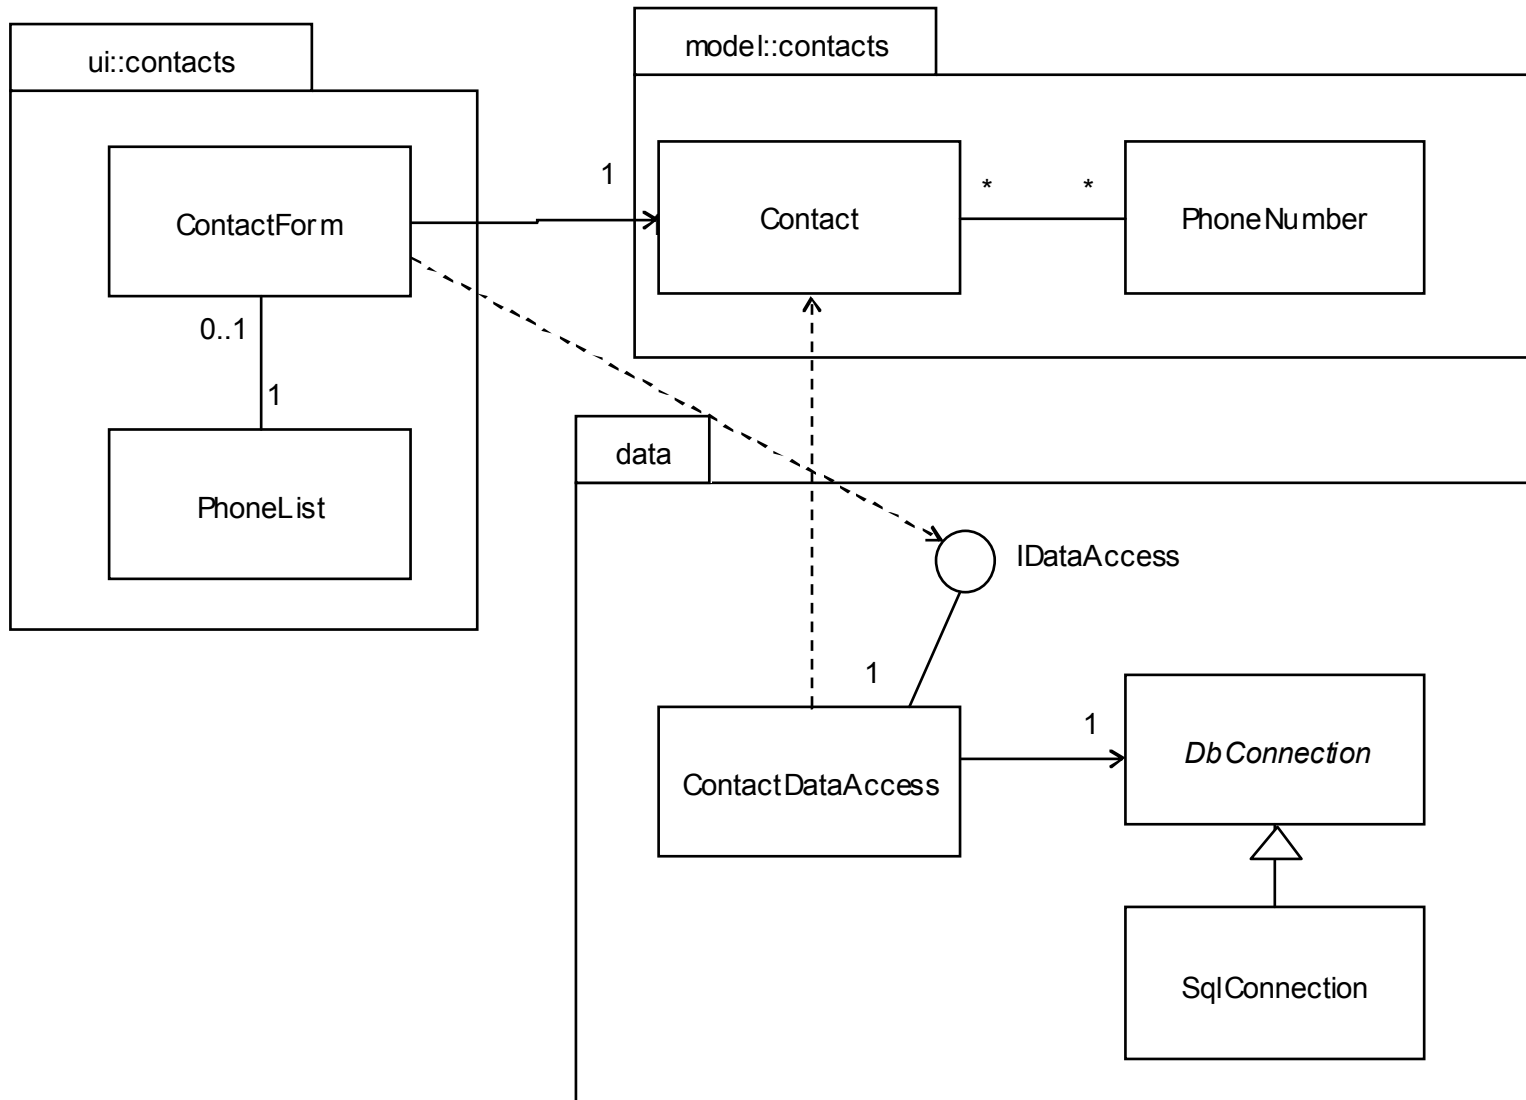 ui::contacts
model::contacts
ContactForm
1
Contact
*
*
PhoneNumber
0..1
1
PhoneList
data
IDataAccess
1
ContactDataAccess
1
DbConnection
SqlConnection